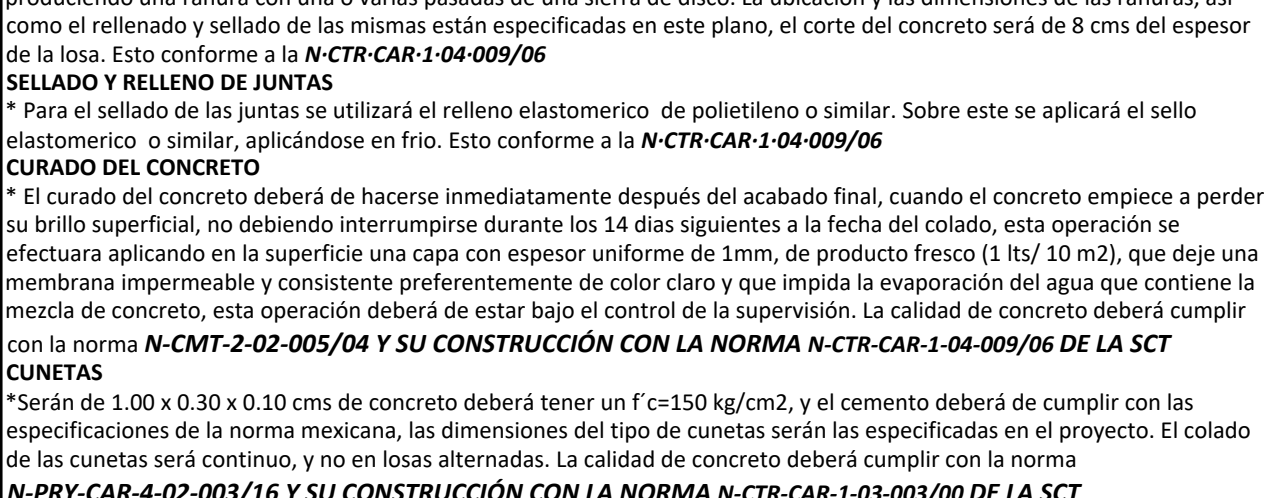 produciendo una ranura con una o varias pasadas de una sierra de disco. La ubicación y las dimensiones de las ranuras, así
como el rellenado y sellado de las mismas están especificadas en este plano, el corte del concreto será de 8 cms del espesor
de la losa. Esto conforme a la N·CTR·CAR·1·04·009/06
SELLADO Y RELLENO DE JUNTAS
* Para el sellado de las juntas se utilizará el relleno elastomerico de polietileno o similar. Sobre este se aplicará el sello
elastomerico o similar, aplicándose en frio. Esto conforme a la N·CTR·CAR·1·04·009/06
CURADO DEL CONCRETO
* El curado del concreto deberá de hacerse inmediatamente después del acabado final, cuando el concreto empiece a perder
su brillo superficial, no debiendo interrumpirse durante los 14 dias siguientes a la fecha del colado, esta operación se
efectuara aplicando en la superficie una capa con espesor uniforme de 1mm, de producto fresco (1 lts/ 10 m2), que deje una
membrana impermeable y consistente preferentemente de color claro y que impida la evaporación del agua que contiene la
mezcla de concreto, esta operación deberá de estar bajo el control de la supervisión. La calidad de concreto deberá cumplir
con la norma N-CMT-2-02-005/04 Y SU CONSTRUCCIÓN CON LA NORMA N-CTR-CAR-1-04-009/06 DE LA SCT
CUNETAS
*Serán de 1.00 x 0.30 x 0.10 cms de concreto deberá tener un f´c=150 kg/cm2, y el cemento deberá de cumplir con las
especificaciones de la norma mexicana, las dimensiones del tipo de cunetas serán las especificadas en el proyecto. El colado
de las cunetas será continuo, y no en losas alternadas. La calidad de concreto deberá cumplir con la norma
N-PRY-CAR-4-02-003/16 Y SU CONSTRUCCIÓN CON LA NORMA N-CTR-CAR-1-03-003/00 DE LA SCT